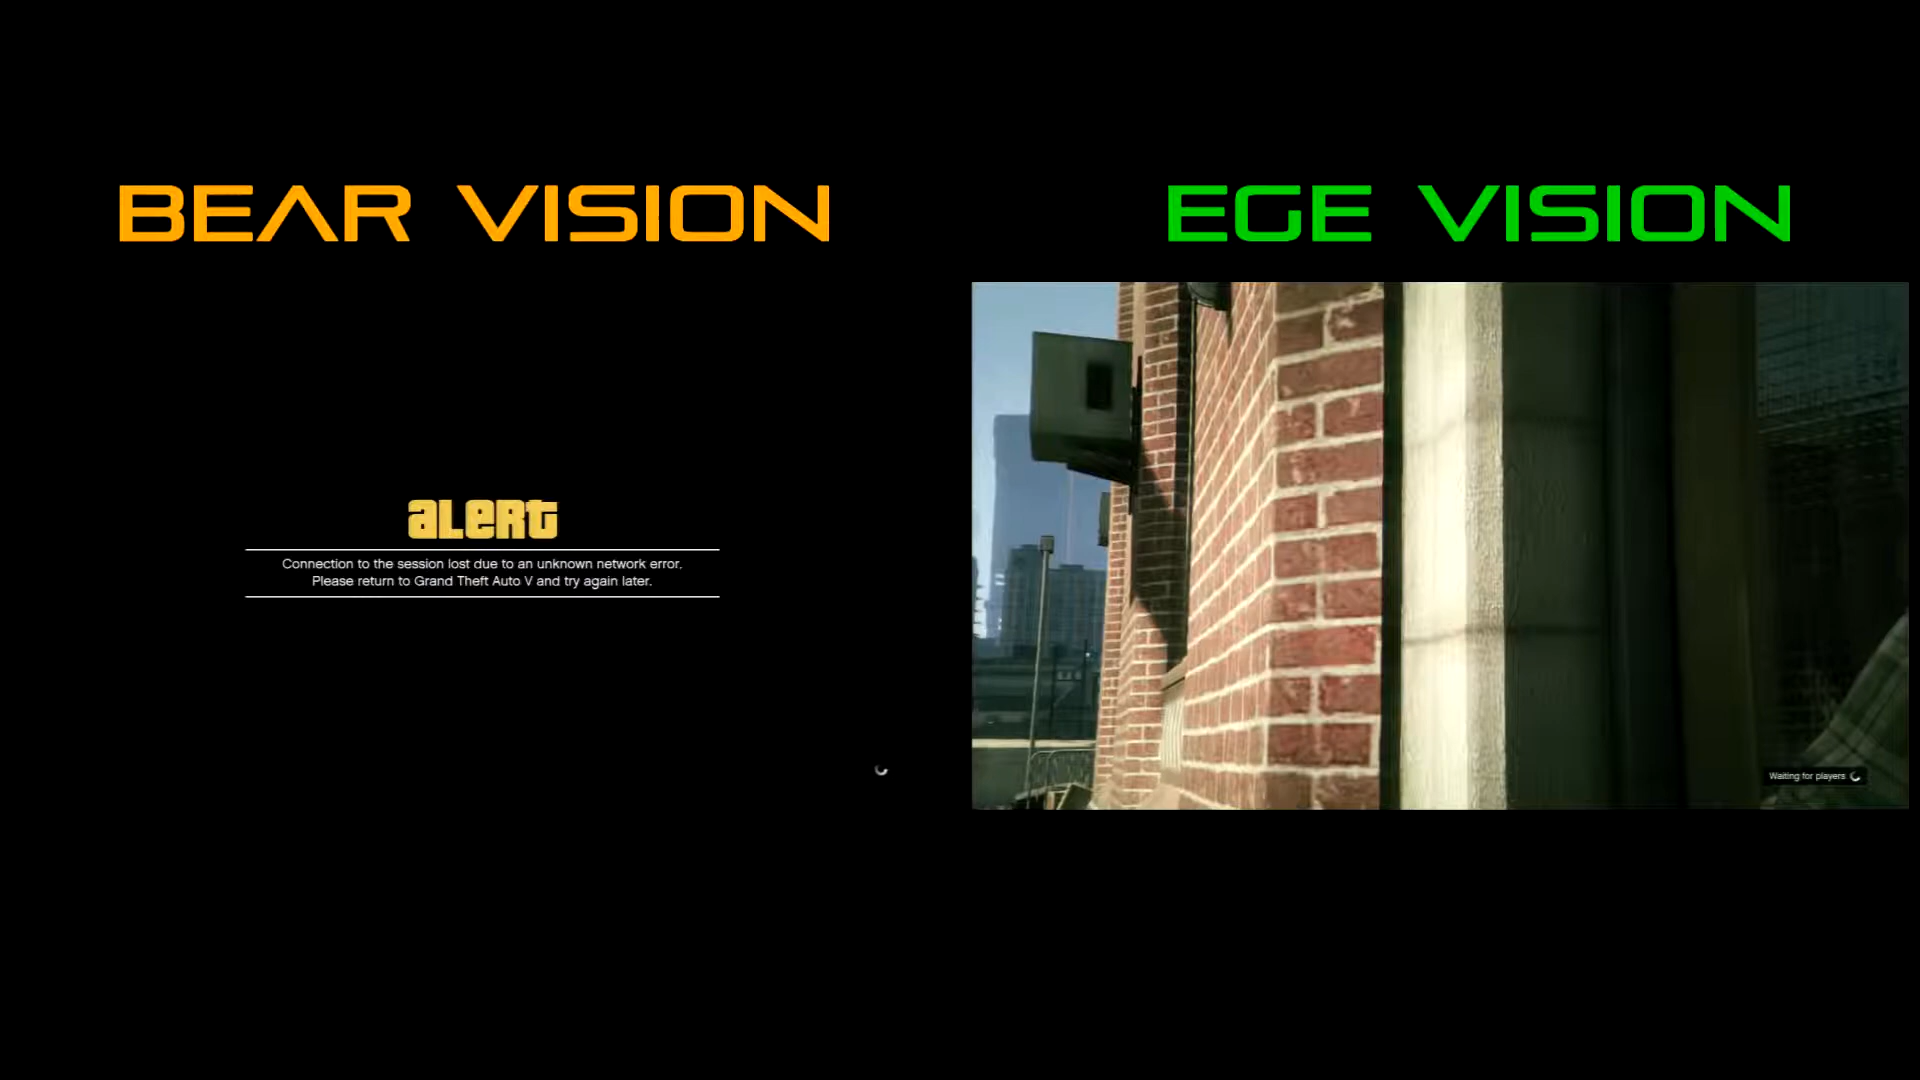 BEAR VISION
EGE VISION
alert
Connection to the session lost due to an unknown network error.
Please return to Grand Theft Auto V and try again later.
Waiting for players